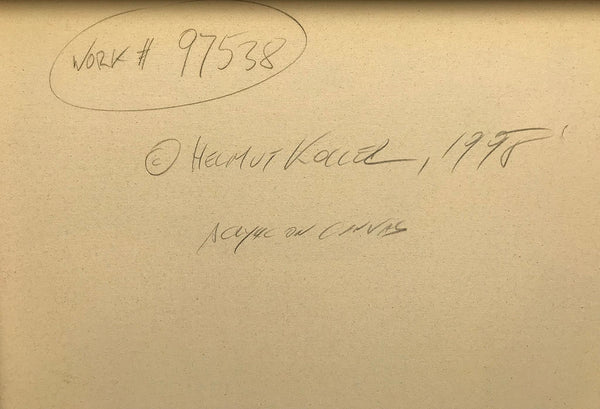 WORK # 97538
© HELMUT KOLLER, 1998
ACRYLIC ON CANVAS